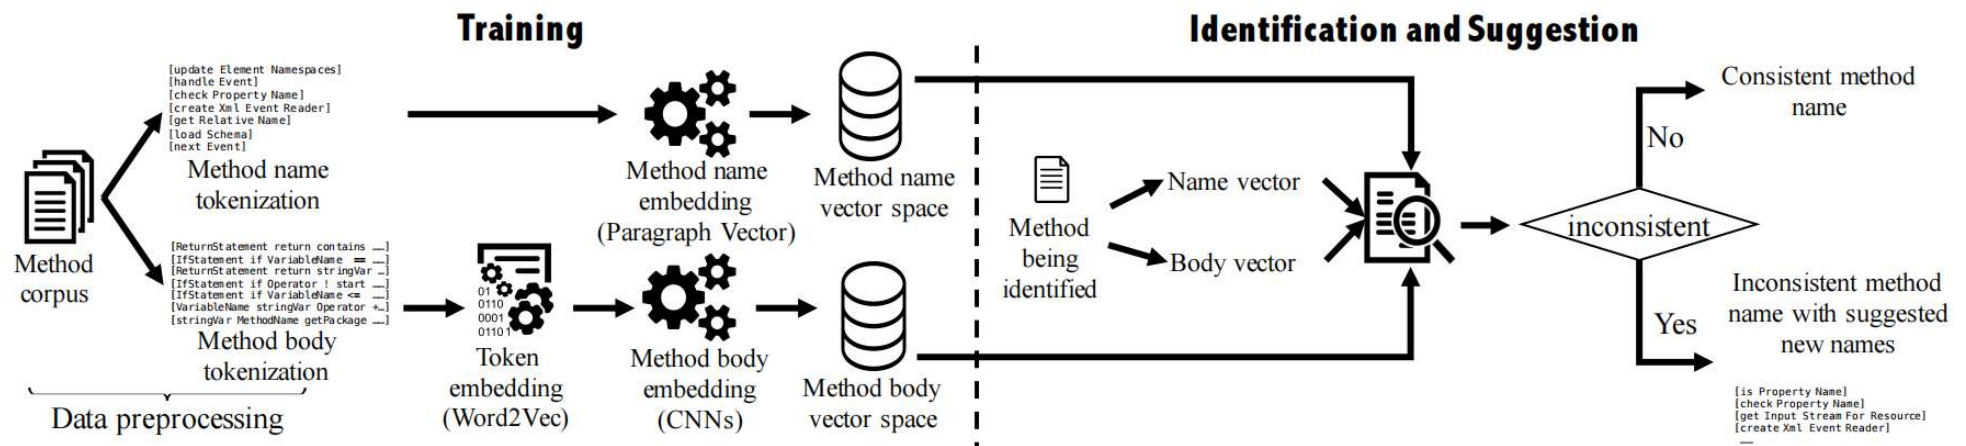 Training
Identification and Suggestion
[update Element Namespaces]
[handle Event]
[check Property Name]
[create Xml Event Reader]
[get Relative Name]
[load Schema]
[next Event]
Method name
tokenization
Method
corpus
[ReturnStatement return contains ……]
[IfStatement if VariableName == ……]
[ReturnStatement return stringVar …]
[IfStatement if Operator ! start ……]
[IfStatement if VariableName <= ……]
[VariableName stringVar Operator +…]
[stringVar MethodName getPackage ……]
Method body
tokenization
Data preprocessing
01
0110
0001
01101
Token
embedding
(Word2Vec)
Method name
embedding
(Paragraph Vector)
Method body
embedding
(CNNs)
Method name
vector space
Method body
vector space
Method
being
identified
Name vector
Body vector
inconsistent
No
Consistent method
name
Yes
Inconsistent method
name with suggested
new names
[is Property Name]
[check Property Name]
[get Input Stream For Resource]
[create Xml Event Reader]
……